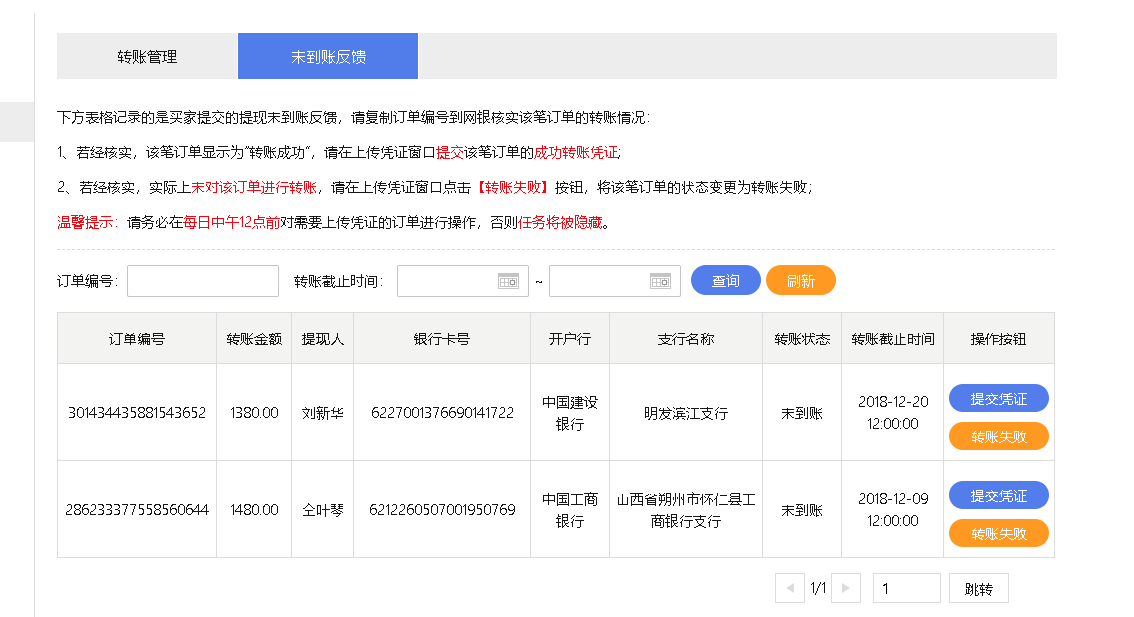 转账管理
未到账反馈
下方表格记录的是买家提交的提现未到账反馈，请复制订单编号到网银核实该笔订单的转账情况：
1、若经核实，该笔订单显示为“转账成功”，请在上传凭证窗口提交该笔订单的成功转账凭证;
2、若经核实，实际上未对该订单进行转账，请在上传凭证窗口点击【转账失败】按钮，将该笔订单的状态变更为转账失败；
温馨提示：请务必在每日中午12点前对需要上传凭证的订单进行操作，否则任务将被隐藏。
订单编号： 转账截止时间： ~ 查询 刷新
订单编号 转账金额 提现人 银行卡号 开户行 支行名称 转账状态 转账截止时间 操作按钮
301434435881543652 1380.00 刘新华 6227001376690141722 中国建设银行 明发滨江支行 未到账 2018-12-20 12:00:00 提交凭证
转账失败
286233377558560644 1480.00 仝叶琴 6212260507001950769 中国工商银行 山西省朔州市怀仁县工商银行支行 未到账 2018-12-09 12:00:00 提交凭证
转账失败
1/1 1 跳转